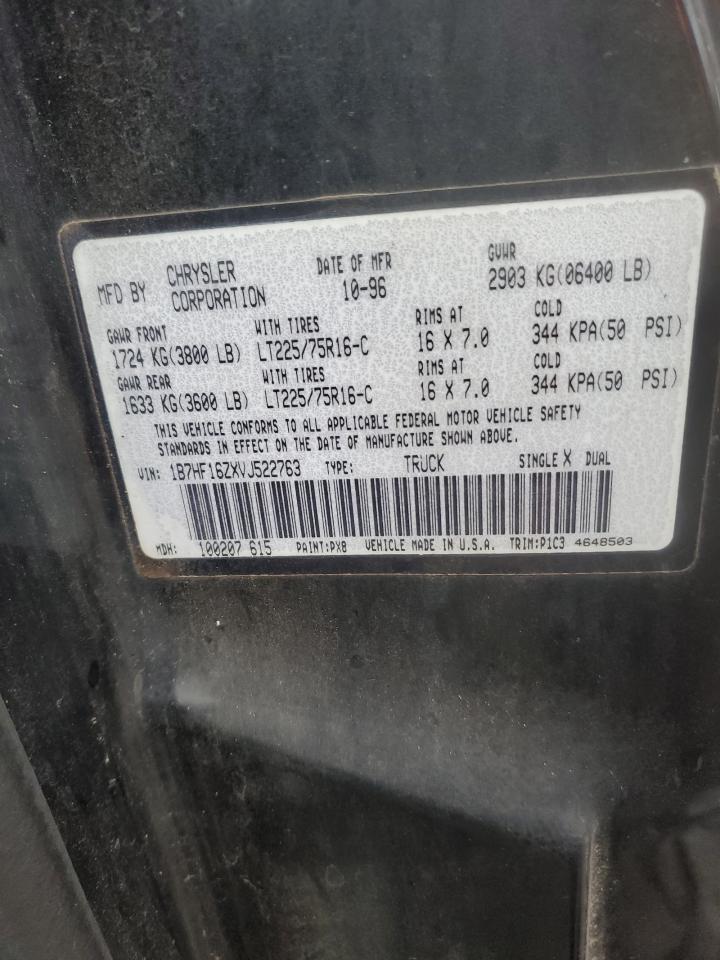 MFD BY CHRYSLER CORPORATION DATE OF MFR 10-96 GVWR 2903 KG(06400 LB)
GAWR FRONT WITH TIRES RIMS AT COLD
1724 KG(3800 LB) LT225/75R16-C 16 X 7.0 344 KPA(50 PSI)
GAWR REAR WITH TIRES RIMS AT COLD
1633 KG(3600 LB) LT225/75R16-C 16 X 7.0 344 KPA(50 PSI)
THIS VEHICLE CONFORMS TO ALL APPLICABLE FEDERAL MOTOR VEHICLE SAFETY
STANDARDS IN EFFECT ON THE DATE OF MANUFACTURE SHOWN ABOVE.
VIN: 1B7HF16ZXVJ522763 TYPE: TRUCK SINGLE X DUAL
MDH: 100207 615 PAINT:PX8 VEHICLE MADE IN U.S.A. TRIM:P1C3 4648503